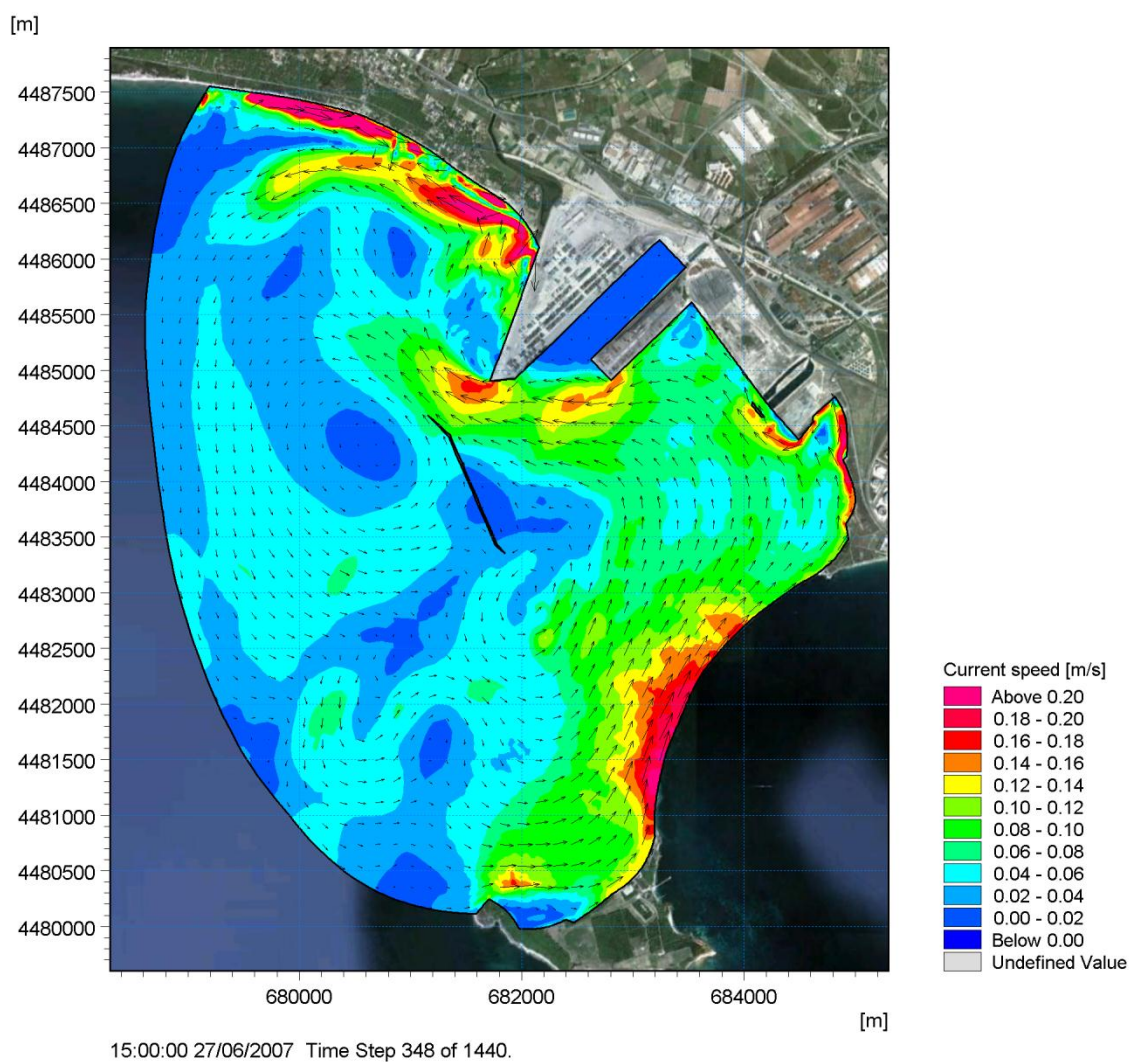 [m]
4487500
4487000
4486500
4486000
4485500
4485000
4484500
4484000
4483500
4483000
4482500
4482000
4481500
4481000
4480500
4480000
680000 682000 684000
[m]
Current speed [m/s]
Above 0.20
0.18 - 0.20
0.16 - 0.18
0.14 - 0.16
0.12 - 0.14
0.10 - 0.12
0.08 - 0.10
0.06 - 0.08
0.04 - 0.06
0.02 - 0.04
0.00 - 0.02
Below 0.00
Undefined Value
15:00:00 27/06/2007 Time Step 348 of 1440.